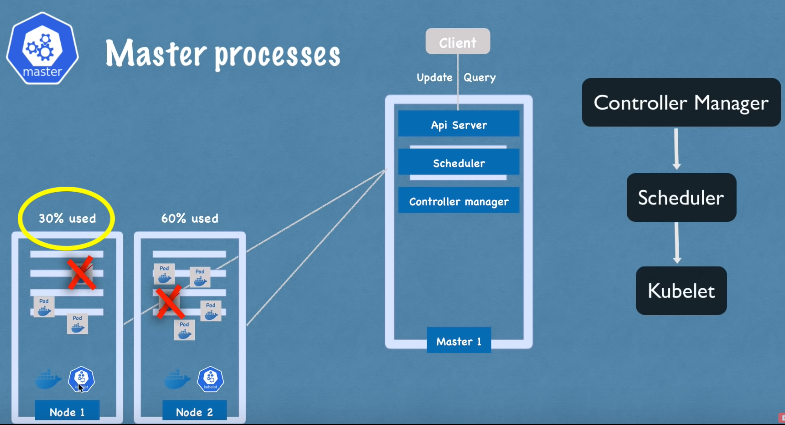 master
Master processes
Client
Update Query
Api Server
Scheduler
Controller manager
Master 1
Controller Manager
Scheduler
Kubelet
30% used
60% used
Pod
Pod
Pod
Pod
Pod
Pod
Node 1
Node 2